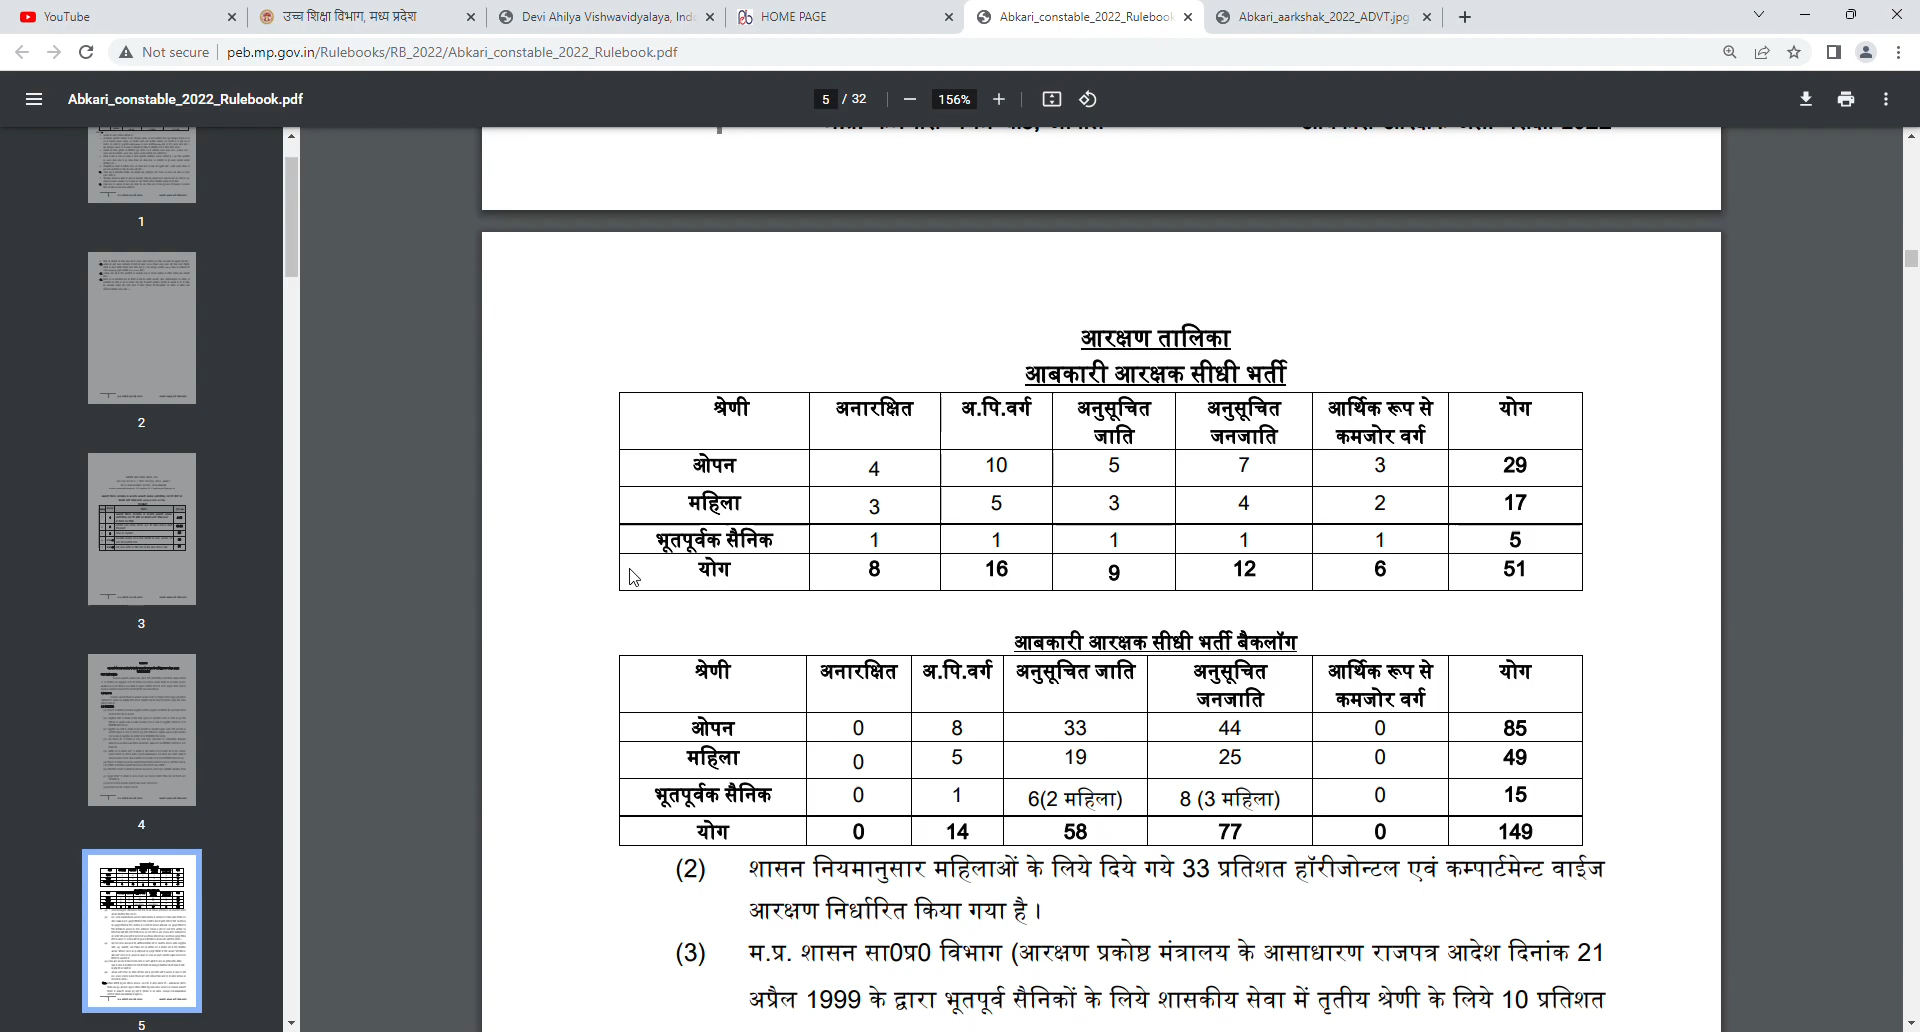 YouTube
उच्च शिक्षा विभाग, मध्य प्रदेश
Devi Ahilya Vishwavidyalaya, Ind
HOME PAGE
Abkari_constable_2022_Rulebook
Abkari_aarkshak_2022_ADVT.jpg
Not secure peb.mp.gov.in/Rulebooks/RB_2022/Abkari_constable_2022_Rulebook.pdf
Abkari_constable_2022_Rulebook.pdf 5 / 32 156%
1
2
3
4
5
आरक्षण तालिका
आबकारी आरक्षक सीधी भर्ती
श्रेणी अनारक्षित अ.पि.वर्ग अनुसूचित जाति अनुसूचित जनजाति आर्थिक रूप से कमजोर वर्ग योग
ओपन 4 10 5 7 3 29
महिला 3 5 3 4 2 17
भूतपूर्वक सैनिक 1 1 1 1 1 5
योग 8 16 9 12 6 51
आबकारी आरक्षक सीधी भर्ती बैकलॉग
श्रेणी अनारक्षित अ.पि.वर्ग अनुसूचित जाति अनुसूचित जनजाति आर्थिक रूप से कमजोर वर्ग योग
ओपन 0 8 33 44 0 85
महिला 0 5 19 25 0 49
भूतपूर्वक सैनिक 0 1 6(2 महिला) 8 (3 महिला) 0 15
योग 0 14 58 77 0 149
(2) शासन नियमानुसार महिलाओं के लिये दिये गये 33 प्रतिशत हॉरीजोन्टल एवं कम्पार्टमेन्ट वाईज
आरक्षण निर्धारित किया गया है।
(3) म.प्र. शासन सा0प्र0 विभाग (आरक्षण प्रकोष्ठ मंत्रालय के आसाधारण राजपत्र आदेश दिनांक 21
अप्रैल 1999 के द्वारा भूतपूर्व सैनिकों के लिये शासकीय सेवा में तृतीय श्रेणी के लिये 10 प्रतिशत